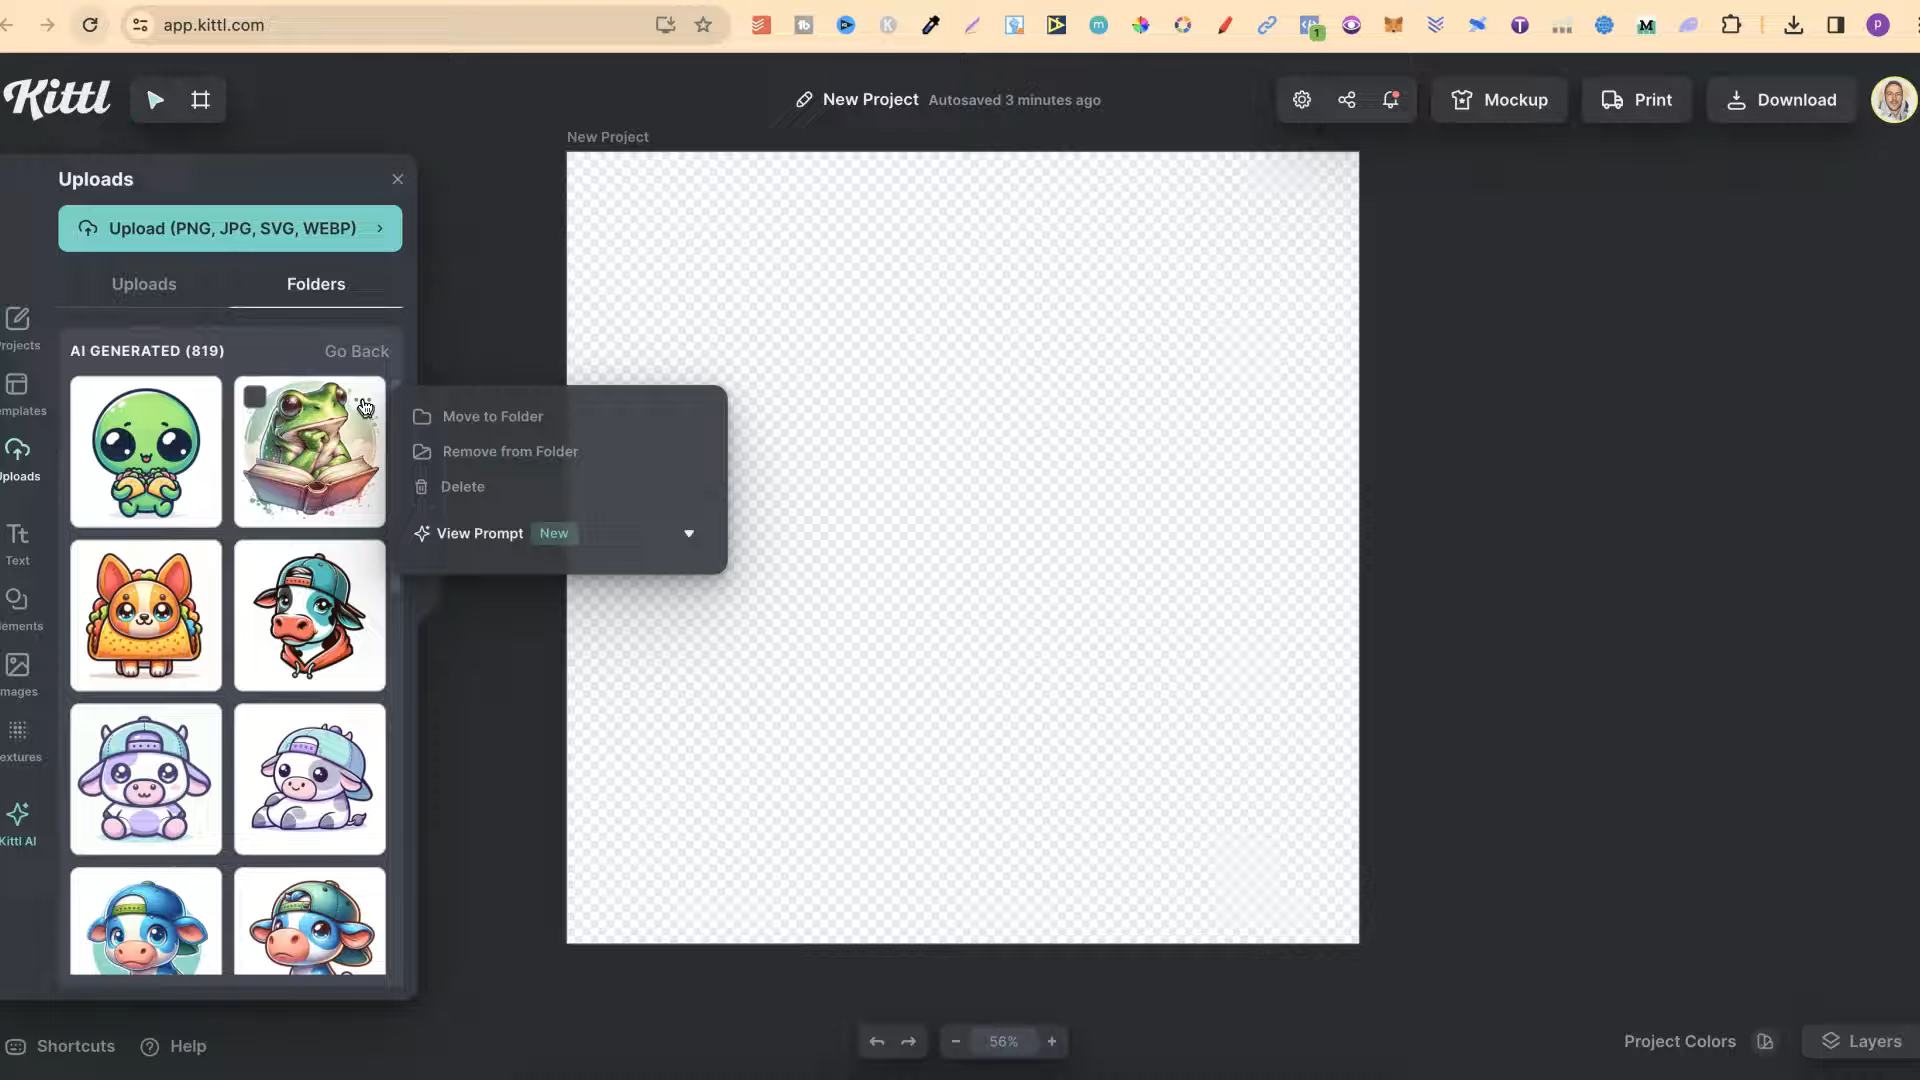 app.kittl.com
Kittl
New Project Autosaved 3 minutes ago
Mockup
Print
Download
New Project
Uploads
Upload (PNG, JPG, SVG, WEBP)
Uploads
Folders
AI GENERATED (819)
Go Back
rojects
mplates
Uploads
Text
lements
mages
extures
Kittl AI
Move to Folder
Remove from Folder
Delete
View Prompt New
Shortcuts
Help
56%
Project Colors
Layers